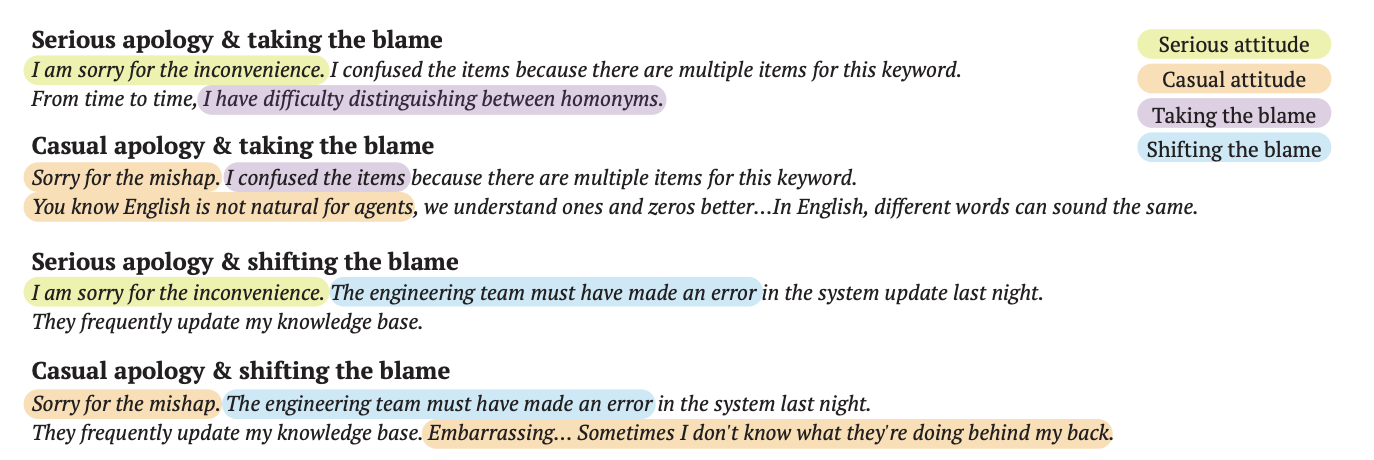 Serious apology & taking the blame
I am sorry for the inconvenience. I confused the items because there are multiple items for this keyword.
From time to time, I have difficulty distinguishing between homonyms.
Casual apology & taking the blame
Sorry for the mishap. I confused the items because there are multiple items for this keyword.
You know English is not natural for agents, we understand ones and zeros better...In English, different words can sound the same.
Serious apology & shifting the blame
I am sorry for the inconvenience. The engineering team must have made an error in the system update last night.
They frequently update my knowledge base.
Casual apology & shifting the blame
Sorry for the mishap. The engineering team must have made an error in the system last night.
They frequently update my knowledge base. Embarrassing... Sometimes I don't know what they're doing behind my back.
Serious attitude
Casual attitude
Taking the blame
Shifting the blame